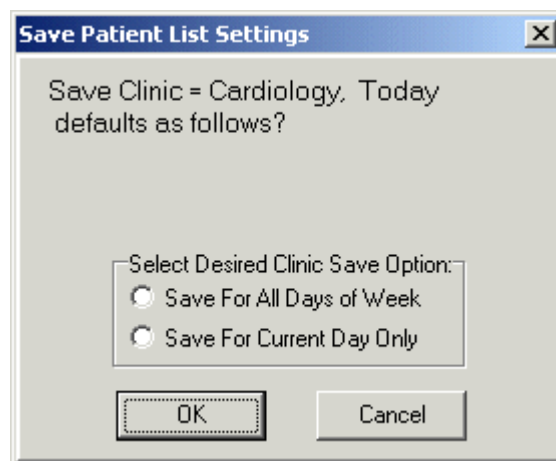 Save Patient List Settings
Save Clinic = Cardiology, Today
defaults as follows?
Select Desired Clinic Save Option:
Save For All Days of Week
Save For Current Day Only
OK
Cancel